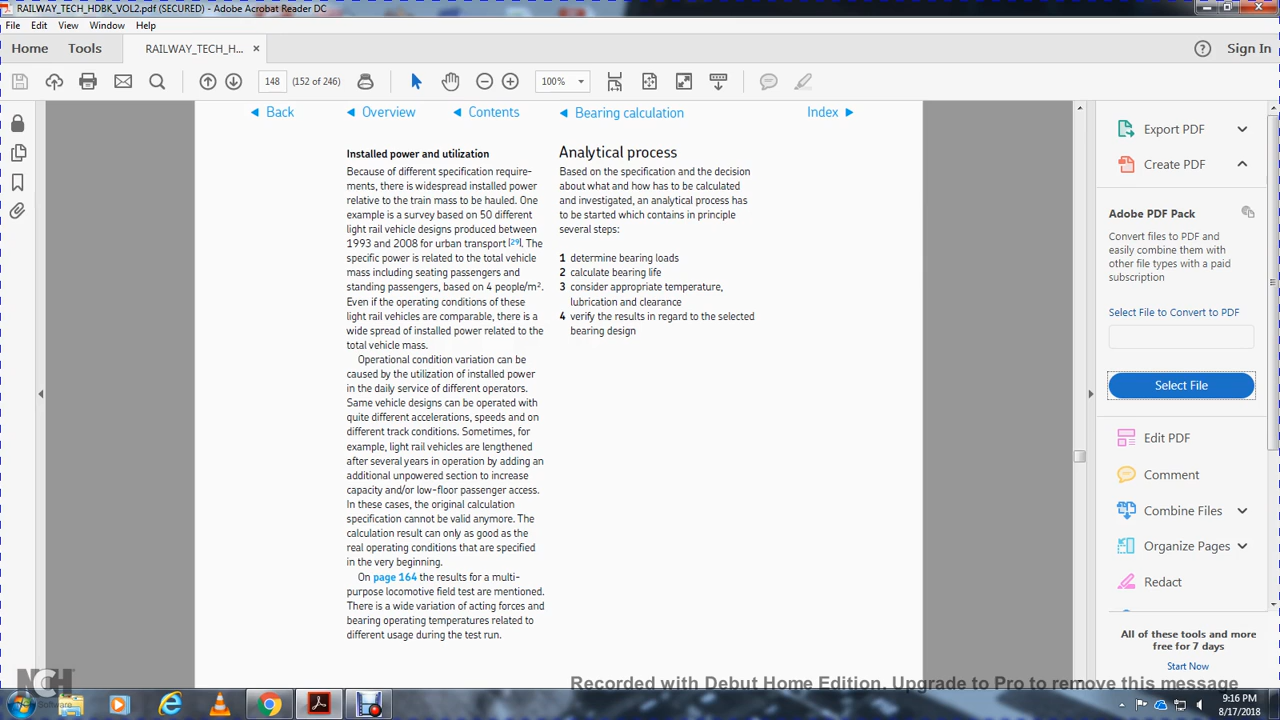 RAILWAY_TECH_HDBK_VOL2.pdf (SECURED) - Adobe Acrobat Reader DC
File Edit View Window Help
Home Tools RAILWAY_TECH_H... × Sign In
148 (152 of 246) 100%
Back Overview Contents Bearing calculation Index
Installed power and utilization
Because of different specification require-
ments, there is widespread installed power
relative to the train mass to be hauled. One
example is a survey based on 50 different
light rail vehicle designs produced between
1993 and 2008 for urban transport [29]. The
specific power is related to the total vehicle
mass including seating passengers and
standing passengers, based on 4 people/m².
Even if the operating conditions of these
light rail vehicles are comparable, there is a
wide spread of installed power related to the
total vehicle mass.
Operational condition variation can be
caused by the utilization of installed power
in the daily service of different operators.
Same vehicle designs can be operated with
quite different accelerations, speeds and on
different track conditions. Sometimes, for
example, light rail vehicles are lengthened
after several years in operation by adding an
additional unpowered section to increase
capacity and/or low-floor passenger access.
In these cases, the original calculation
specification cannot be valid anymore. The
calculation result can only as good as the
real operating conditions that are specified
in the very beginning.
On page 164 the results for a multi-
purpose locomotive field test are mentioned.
There is a wide variation of acting forces and
bearing operating temperatures related to
different usage during the test run.
Analytical process
Based on the specification and the decision
about what and how has to be calculated
and investigated, an analytical process has
to be started which contains in principle
several steps:
1 determine bearing loads
2 calculate bearing life
3 consider appropriate temperature,
lubrication and clearance
4 verify the results in regard to the selected
bearing design
Export PDF
Create PDF
Adobe PDF Pack
Convert files to PDF and
easily combine them with
other file types with a paid
subscription
Select File to Convert to PDF
Select File
Edit PDF
Comment
Combine Files
Organize Pages
Redact
All of these tools and more
free for 7 days
Start Now
NCH
Software
Recorded with Debut Home Edition. Upgrade to Pro to remove this message
9:16 PM
8/17/2018